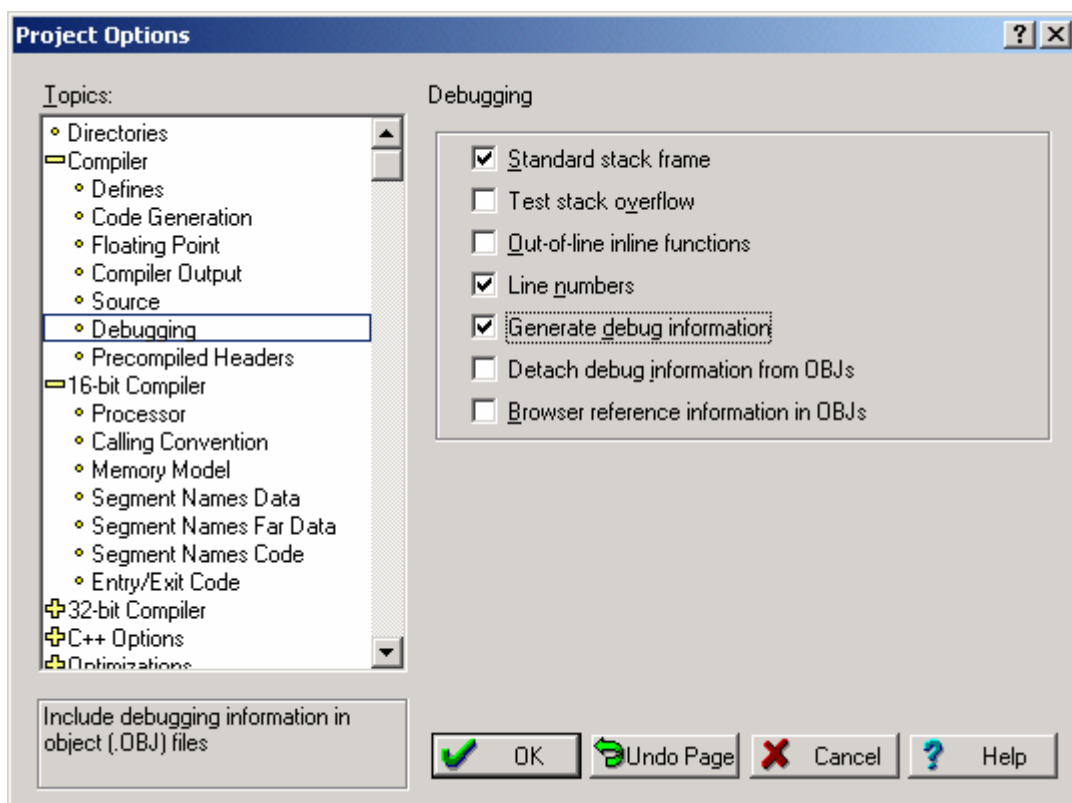 Project Options
Topics:
Directories
Compiler
Defines
Code Generation
Floating Point
Compiler Output
Source
Debugging
Precompiled Headers
16-bit Compiler
Processor
Calling Convention
Memory Model
Segment Names Data
Segment Names Far Data
Segment Names Code
Entry/Exit Code
32-bit Compiler
C++ Options
Optimizations
Debugging
Standard stack frame
Test stack overflow
Out-of-line inline functions
Line numbers
Generate debug information
Detach debug information from OBJs
Browser reference information in OBJs
Include debugging information in
object (.OBJ) files
OK
Undo Page
Cancel
Help